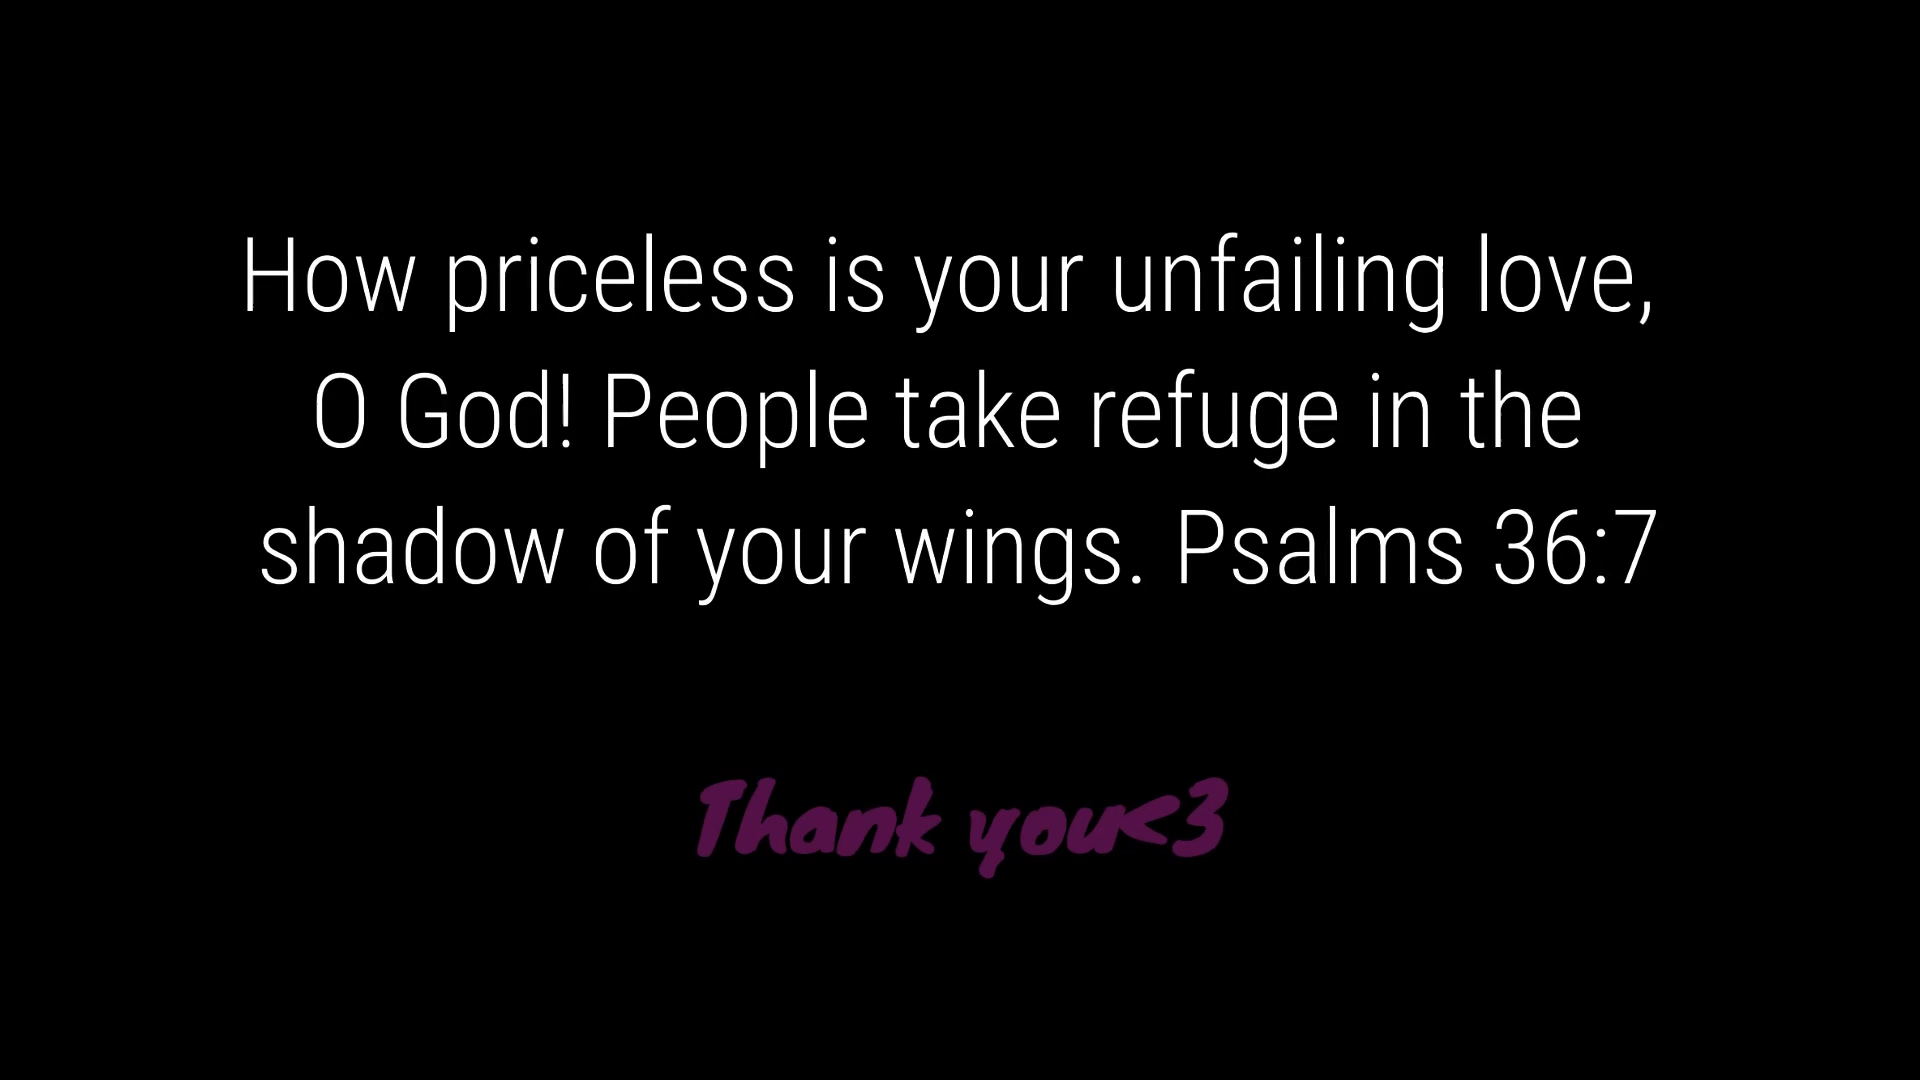 How priceless is your unfailing love,
O God! People take refuge in the
shadow of your wings. Psalms 36:7
Thank you<3